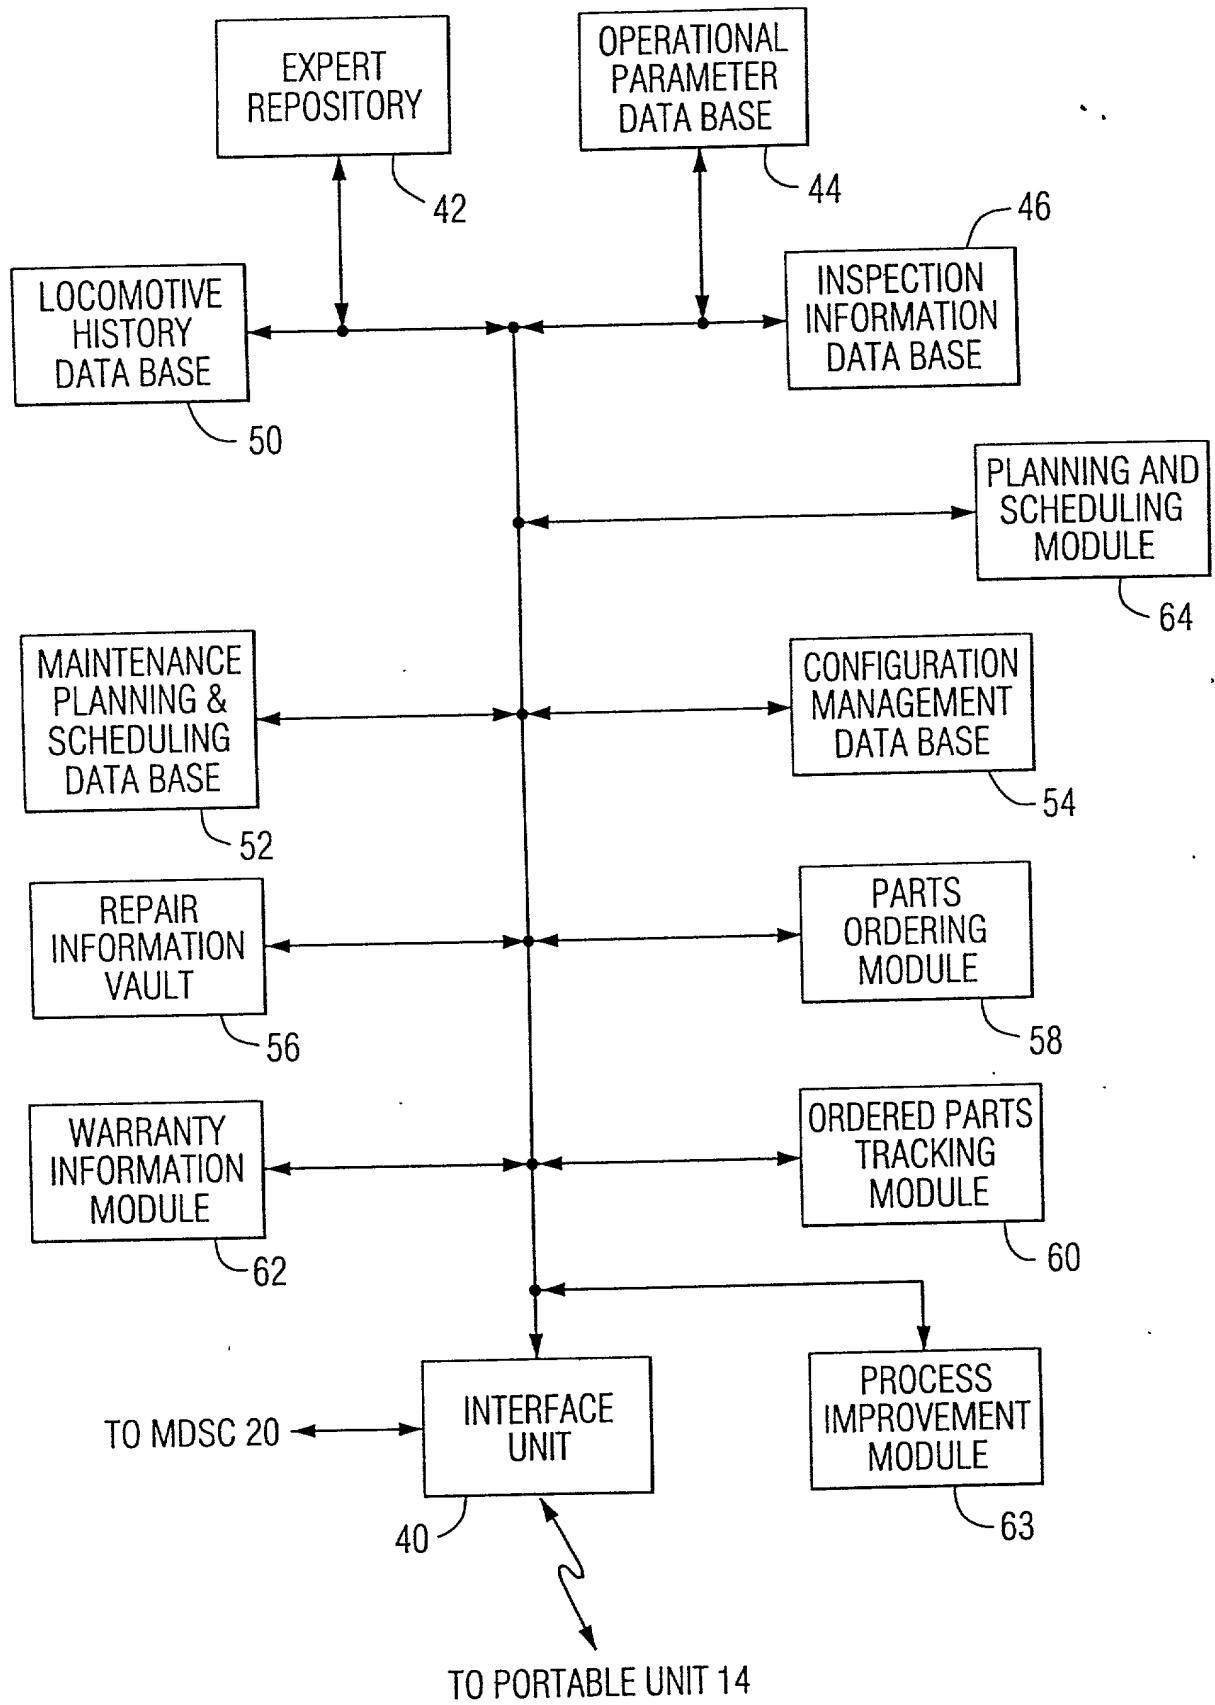 EXPERT
REPOSITORY
42
OPERATIONAL
PARAMETER
DATA BASE
44
46
LOCOMOTIVE
HISTORY
DATA BASE
50
INSPECTION
INFORMATION
DATA BASE
PLANNING AND
SCHEDULING
MODULE
64
MAINTENANCE
PLANNING &
SCHEDULING
DATA BASE
52
CONFIGURATION
MANAGEMENT
DATA BASE
54
REPAIR
INFORMATION
VAULT
56
PARTS
ORDERING
MODULE
58
WARRANTY
INFORMATION
MODULE
62
ORDERED PARTS
TRACKING
MODULE
60
TO MDSC 20
INTERFACE
UNIT
40
PROCESS
IMPROVEMENT
MODULE
63
TO PORTABLE UNIT 14